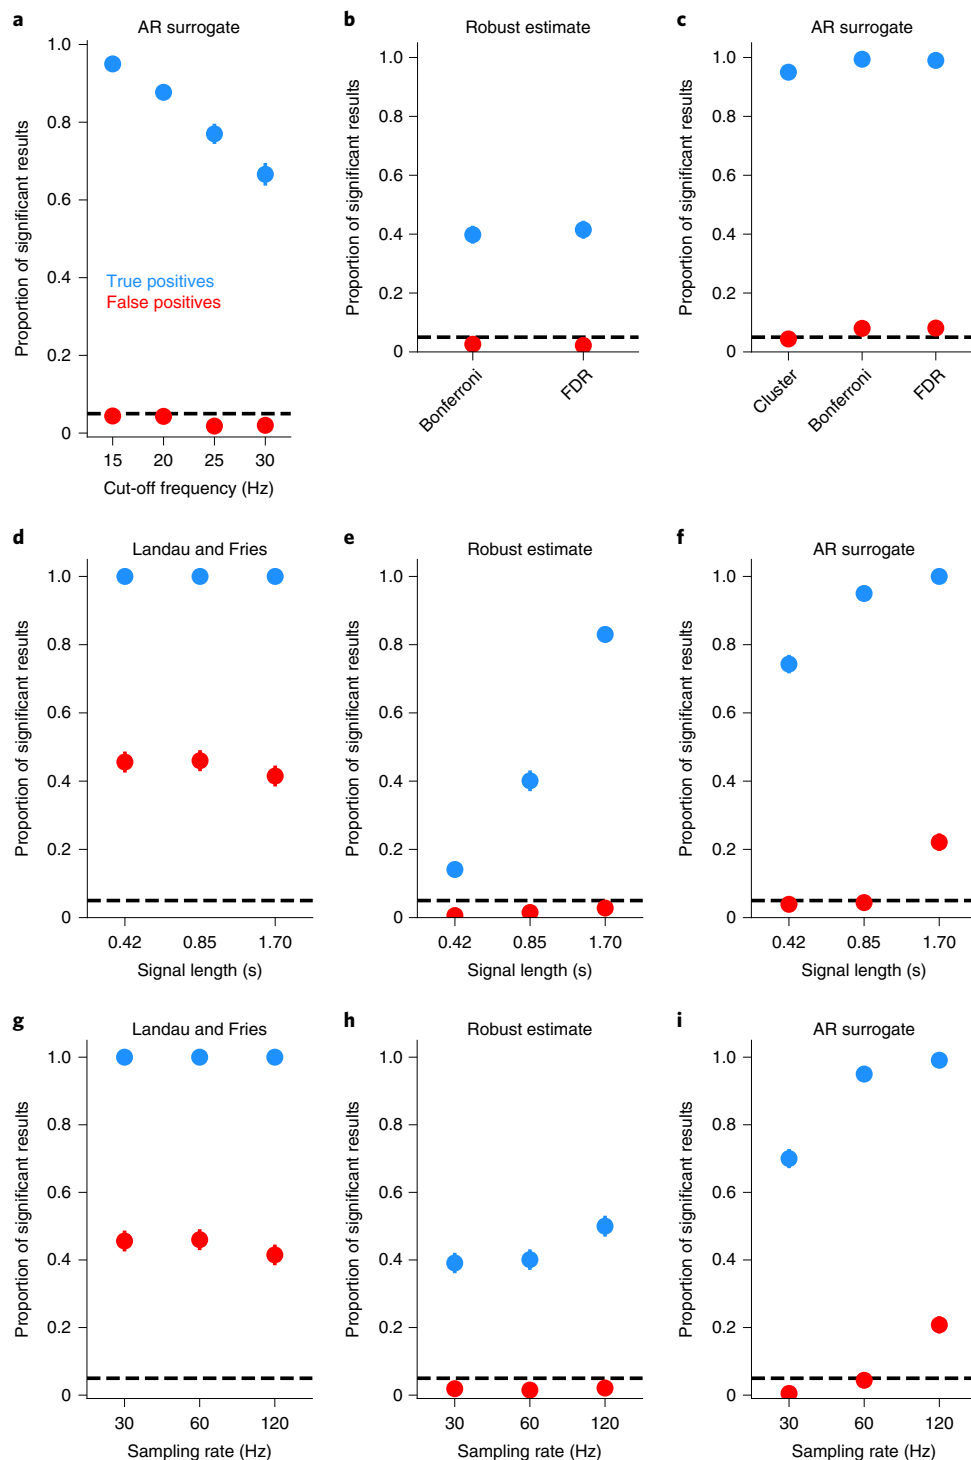 a
AR surrogate
Proportion of significant results
1.0
0.8
0.6
0.4
0.2
0
True positives
False positives
15 20 25 30
Cut-off frequency (Hz)
b
Robust estimate
Proportion of significant results
1.0
0.8
0.6
0.4
0.2
0
Bonferroni
FDR
c
AR surrogate
Proportion of significant results
1.0
0.8
0.6
0.4
0.2
0
Cluster
Bonferroni
FDR
d
Landau and Fries
Proportion of significant results
1.0
0.8
0.6
0.4
0.2
0
0.42 0.85 1.70
Signal length (s)
e
Robust estimate
Proportion of significant results
1.0
0.8
0.6
0.4
0.2
0
0.42 0.85 1.70
Signal length (s)
f
AR surrogate
Proportion of significant results
1.0
0.8
0.6
0.4
0.2
0
0.42 0.85 1.70
Signal length (s)
g
Landau and Fries
Proportion of significant results
1.0
0.8
0.6
0.4
0.2
0
30 60 120
Sampling rate (Hz)
h
Robust estimate
Proportion of significant results
1.0
0.8
0.6
0.4
0.2
0
30 60 120
Sampling rate (Hz)
i
AR surrogate
Proportion of significant results
1.0
0.8
0.6
0.4
0.2
0
30 60 120
Sampling rate (Hz)